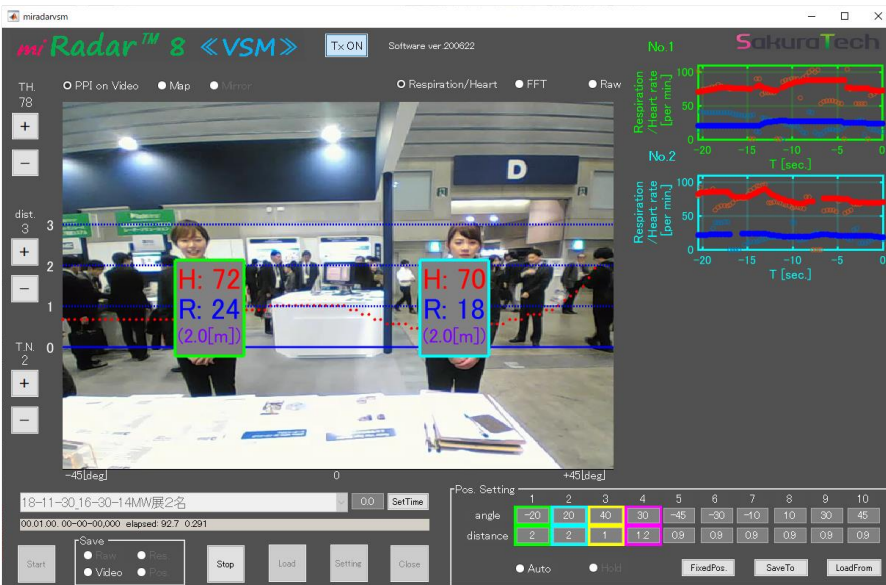 miradarvsm
miRadar™ 8 ≪VSM≫
Tx ON
Software ver.200622
No.1
SakuraTech
TH.
78
+
−
PPI on Video
Map
Mirror
Respiration/Heart
FFT
Raw
Respiration
/Heart rate
[per min.]
100
50
0
−20 −15 −10 −5 0
T [sec.]
No.2
Respiration
/Heart rate
[per min.]
100
50
0
−20 −15 −10 −5 0
T [sec.]
dist.
3
+
−
T.N.
2
+
−
3
2
1
0
D
H: 72
R: 24
(2.0[m])
H: 70
R: 18
(2.0[m])
−45[deg]
0
+45[deg]
18-11-30_16-30-14MW展2名
0.0
SetTime
00.01.00. 00-00-00,000 elapsed: 92.7 0.291
Save
Raw
Res.
Video
Pos.
Start
Stop
Load
Setting
Close
Pos. Setting
1 2 3 4 5 6 7 8 9 10
angle −20 20 40 30 −45 −30 −10 10 30 45
distance 2 2 1 1.2 0.9 0.9 0.9 0.9 0.9 0.9
Auto
Hold
FixedPos.
SaveTo
LoadFrom